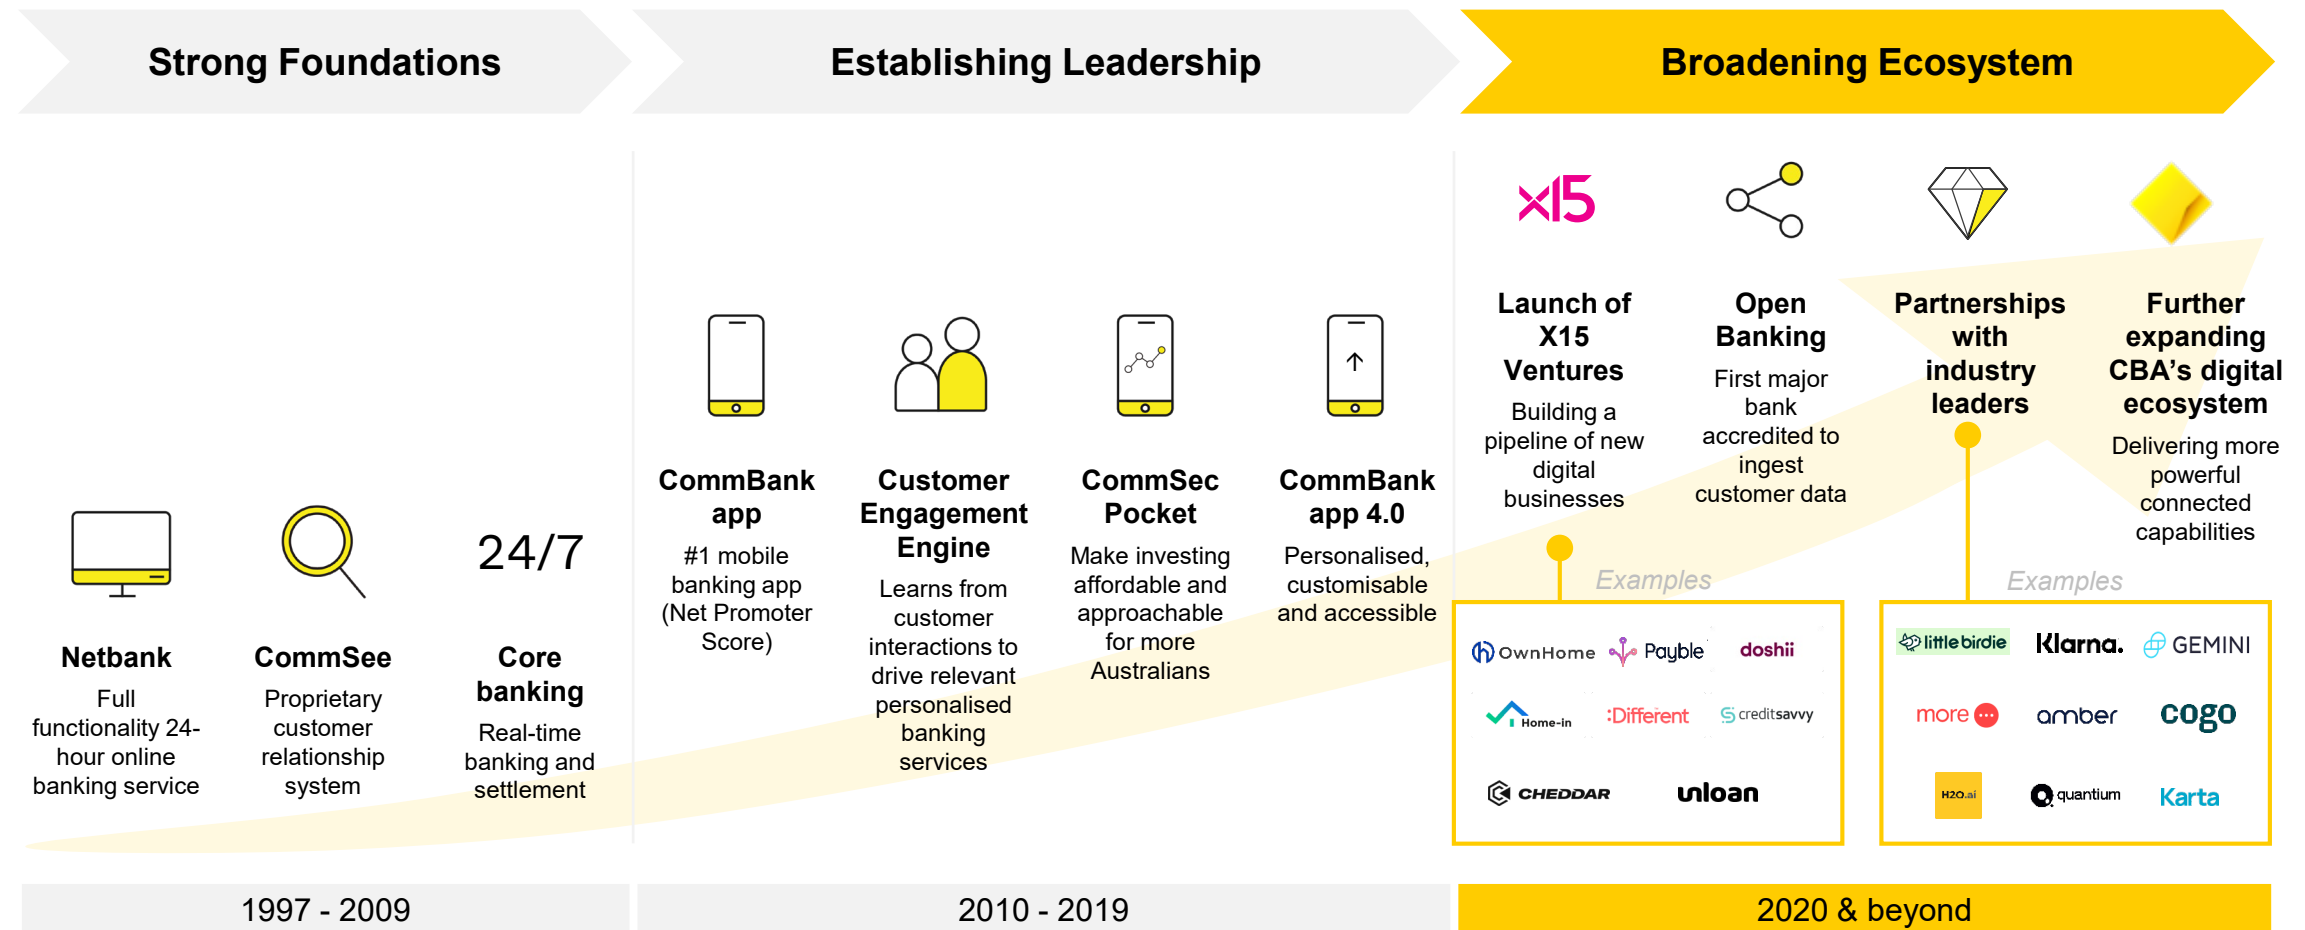 Strong Foundations
Establishing Leadership
Broadening Ecosystem
24/7
Netbank
Full
functionality 24-
hour online
banking service
CommSee
Proprietary
customer
relationship
system
Core
banking
Real-time
banking and
settlement
CommBank
app
#1 mobile
banking app
(Net Promoter
Score)
Customer
Engagement
Engine
Learns from
customer
interactions to
drive relevant
personalised
banking
services
CommSec
Pocket
Make investing
affordable and
approachable
for more
Australians
CommBank
app 4.0
Personalised,
customisable
and accessible
x15
Launch of
X15
Ventures
Building a
pipeline of new
digital
businesses
Open
Banking
First major
bank
accredited to
ingest
customer data
Partnerships
with
industry
leaders
Further
expanding
CBA's digital
ecosystem
Delivering more
powerful
connected
capabilities
Examples
OwnHome
Payble
doshii
Home-in
:Different
creditsavvy
CHEDDAR
unloan
Examples
little birdie
Klarna.
GEMINI
more
amber
cogo
H2O.ai
quantium
Karta
1997 - 2009
2010 - 2019
2020 & beyond